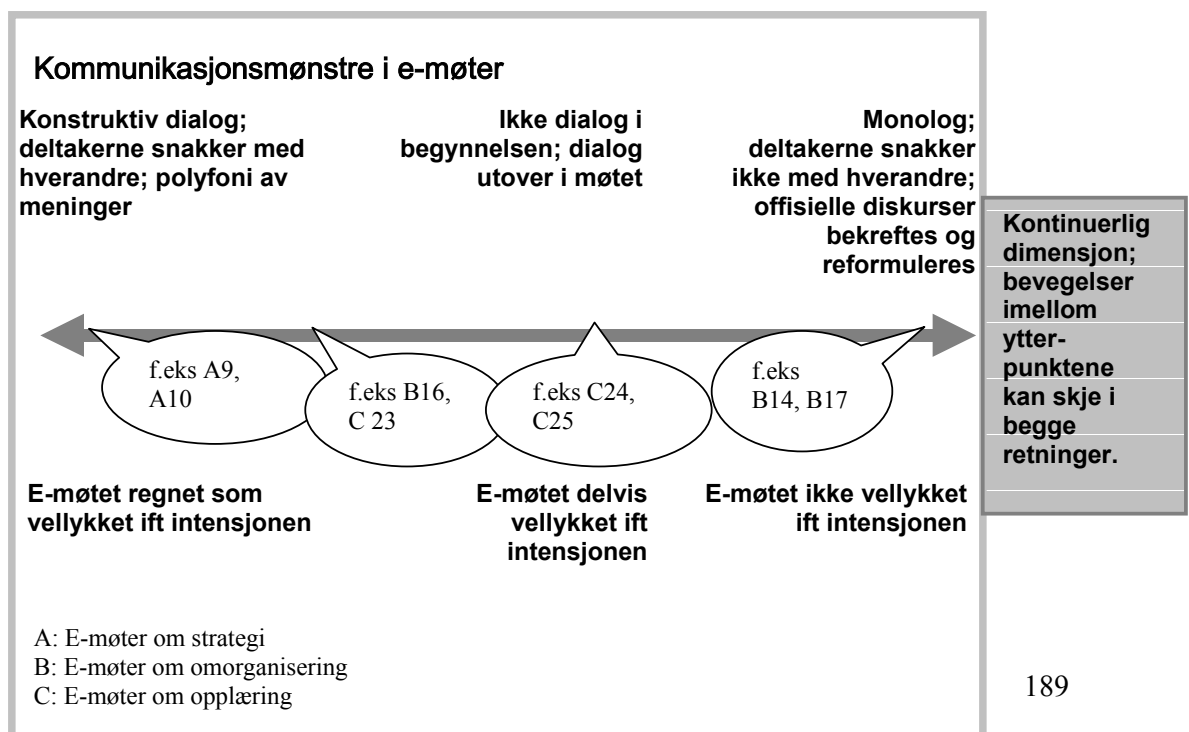 Kommunikasjonsmønstre i e-møter
Konstruktiv dialog;
deltakerne snakker med
hverandre; polyfoni av
meninger
Ikke dialog i
begynnelsen; dialog
utover i møtet
Monolog;
deltakerne snakker
ikke med hverandre;
offisielle diskurser
bekreftes og
reformuleres
Kontinuerlig
dimensjon;
bevegelser
imellom
ytter-
punktene
kan skje i
begge
retninger.
f.eks A9,
A10
f.eks B16,
C 23
f.eks C24,
C25
f.eks
B14, B17
E-møtet regnet som
vellykket ift intensjonen
E-møtet delvis
vellykket ift
intensjonen
E-møtet ikke vellykket
ift intensjonen
A: E-møter om strategi
B: E-møter om omorganisering
C: E-møter om opplæring
189